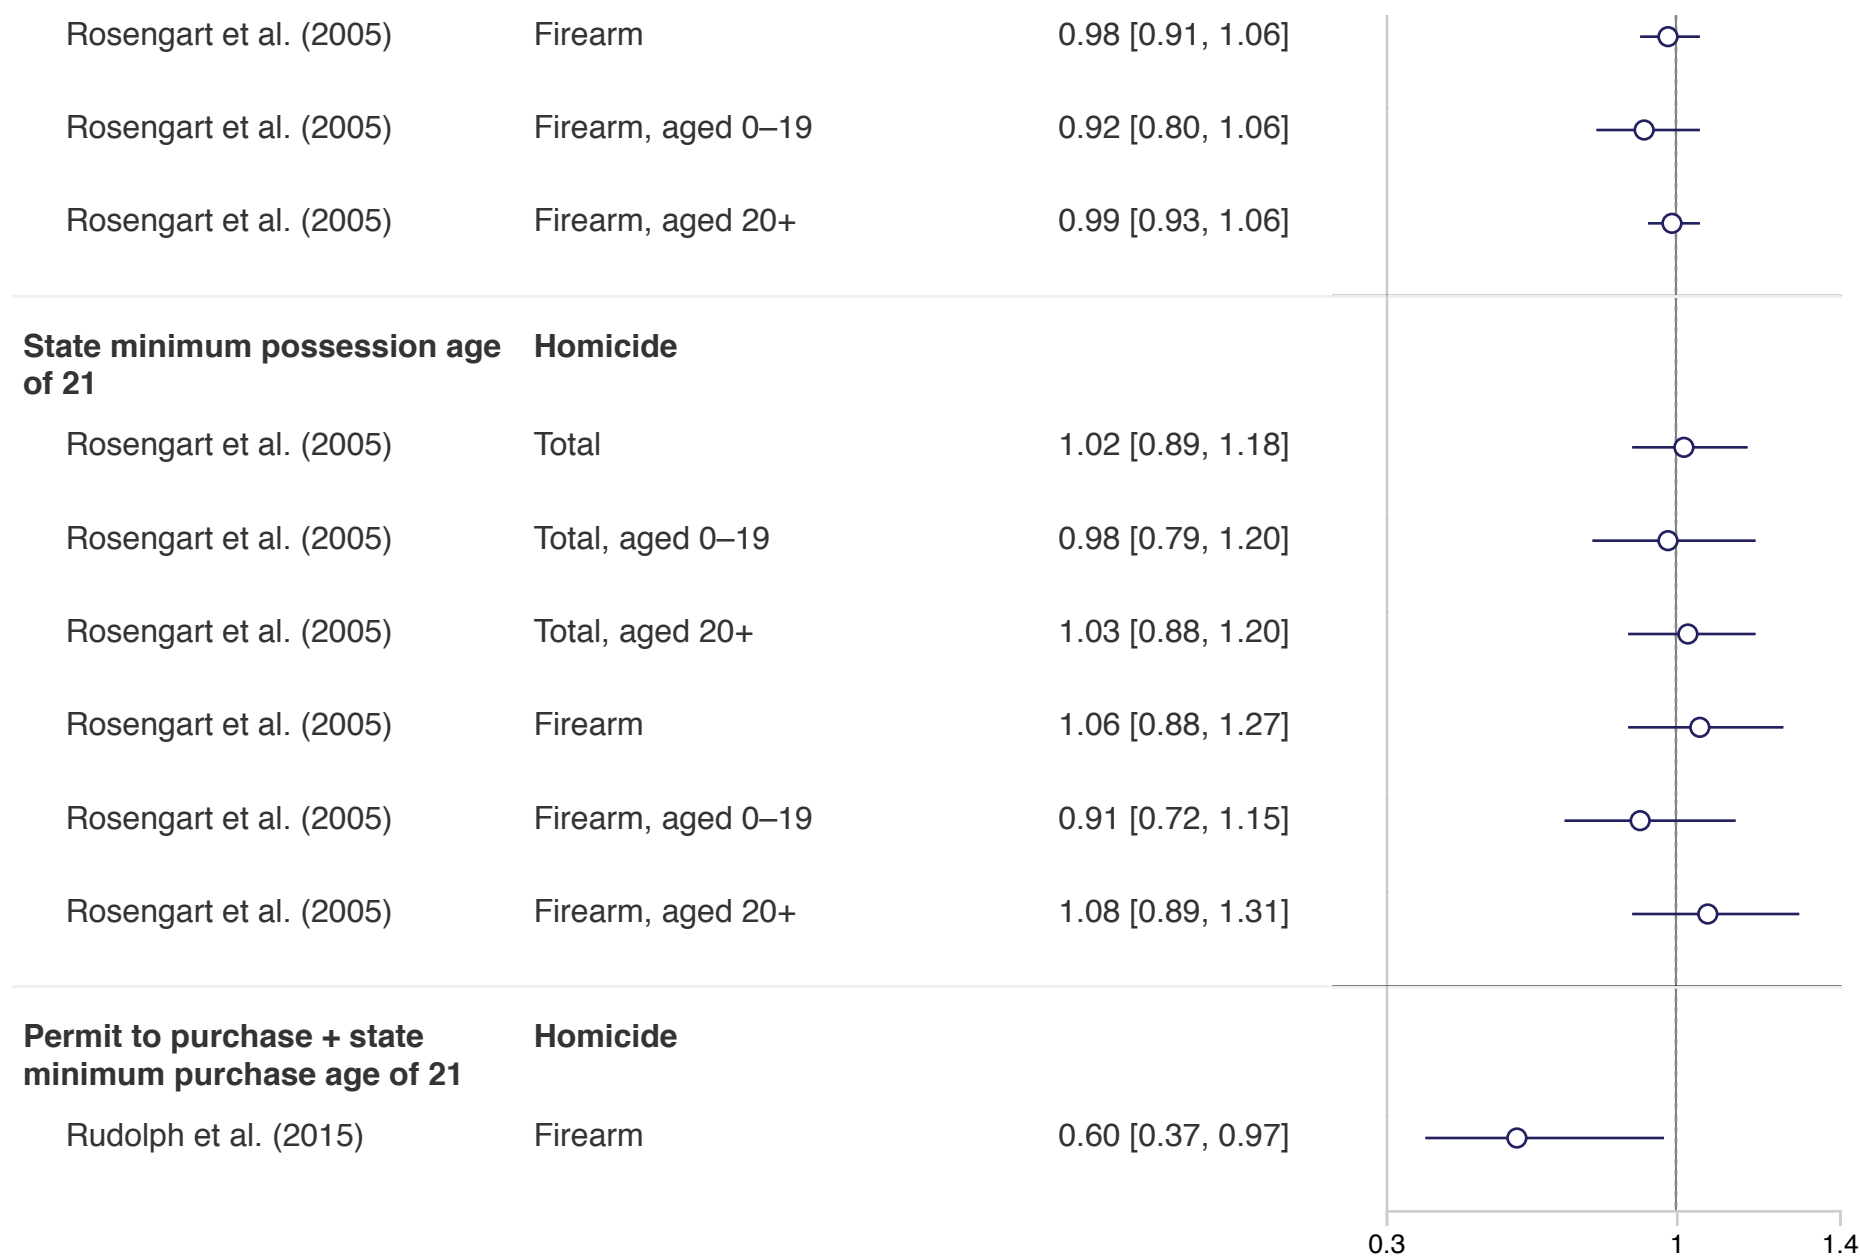 Rosengart et al. (2005) Firearm 0.98 [0.91, 1.06]
Rosengart et al. (2005) Firearm, aged 0–19 0.92 [0.80, 1.06]
Rosengart et al. (2005) Firearm, aged 20+ 0.99 [0.93, 1.06]
State minimum possession age Homicide
of 21
Rosengart et al. (2005) Total 1.02 [0.89, 1.18]
Rosengart et al. (2005) Total, aged 0–19 0.98 [0.79, 1.20]
Rosengart et al. (2005) Total, aged 20+ 1.03 [0.88, 1.20]
Rosengart et al. (2005) Firearm 1.06 [0.88, 1.27]
Rosengart et al. (2005) Firearm, aged 0–19 0.91 [0.72, 1.15]
Rosengart et al. (2005) Firearm, aged 20+ 1.08 [0.89, 1.31]
Permit to purchase + state Homicide
minimum purchase age of 21
Rudolph et al. (2015) Firearm 0.60 [0.37, 0.97]
0.3 1 1.4